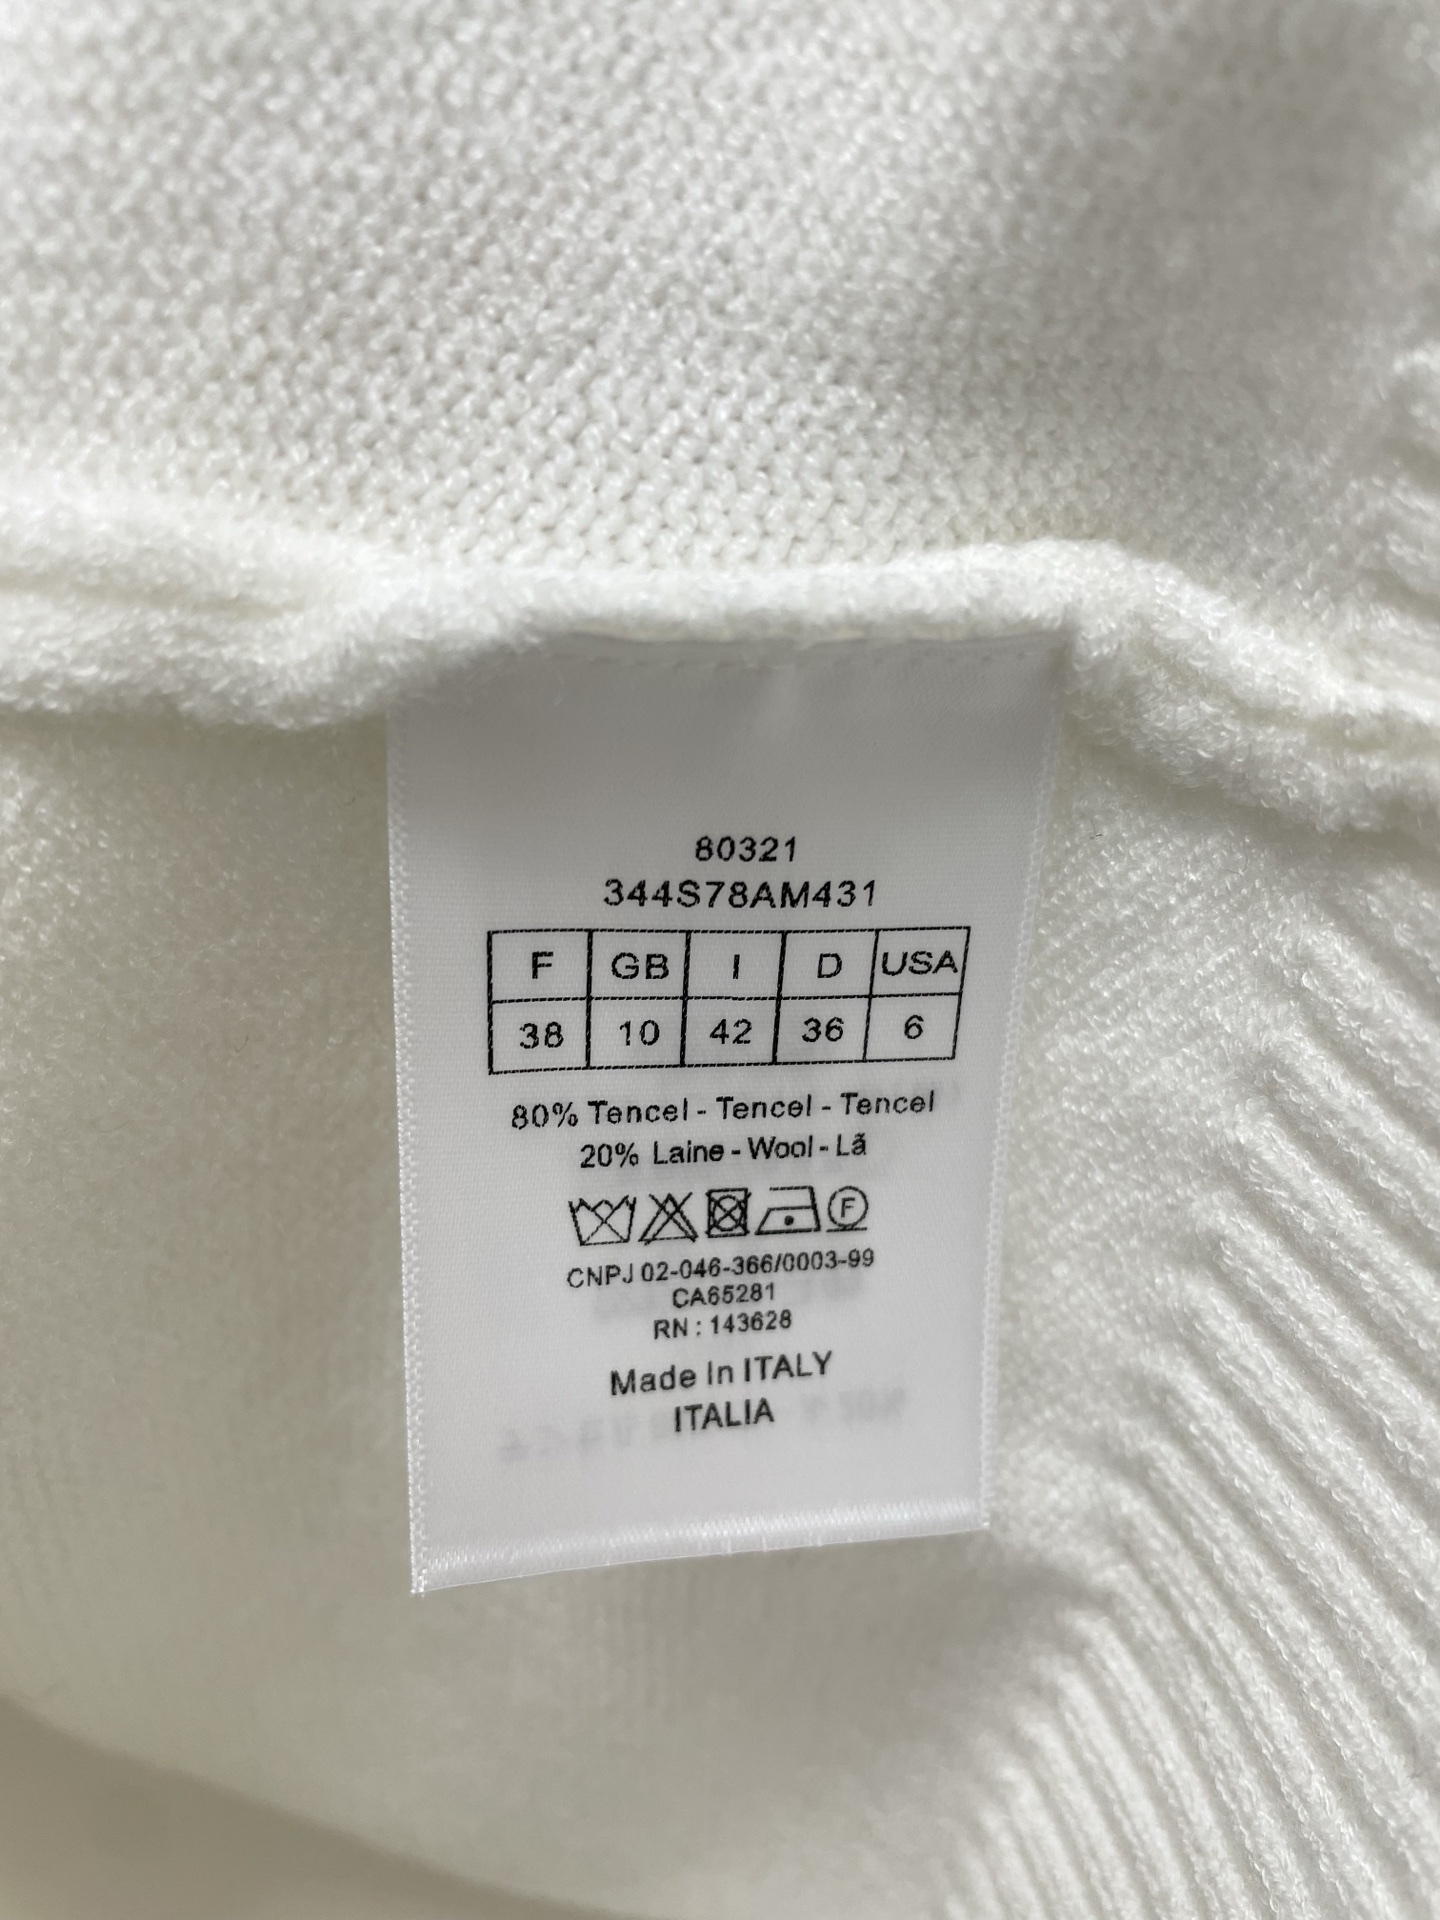 80321
344S78AM431
F GB I D USA
38 10 42 36 6
80% Tencel - Tencel - Tencel
20% Laine - Wool - Lã
F
CNPJ 02-046-366/0003-99
CA65281
RN : 143628
Made In ITALY
ITALIA